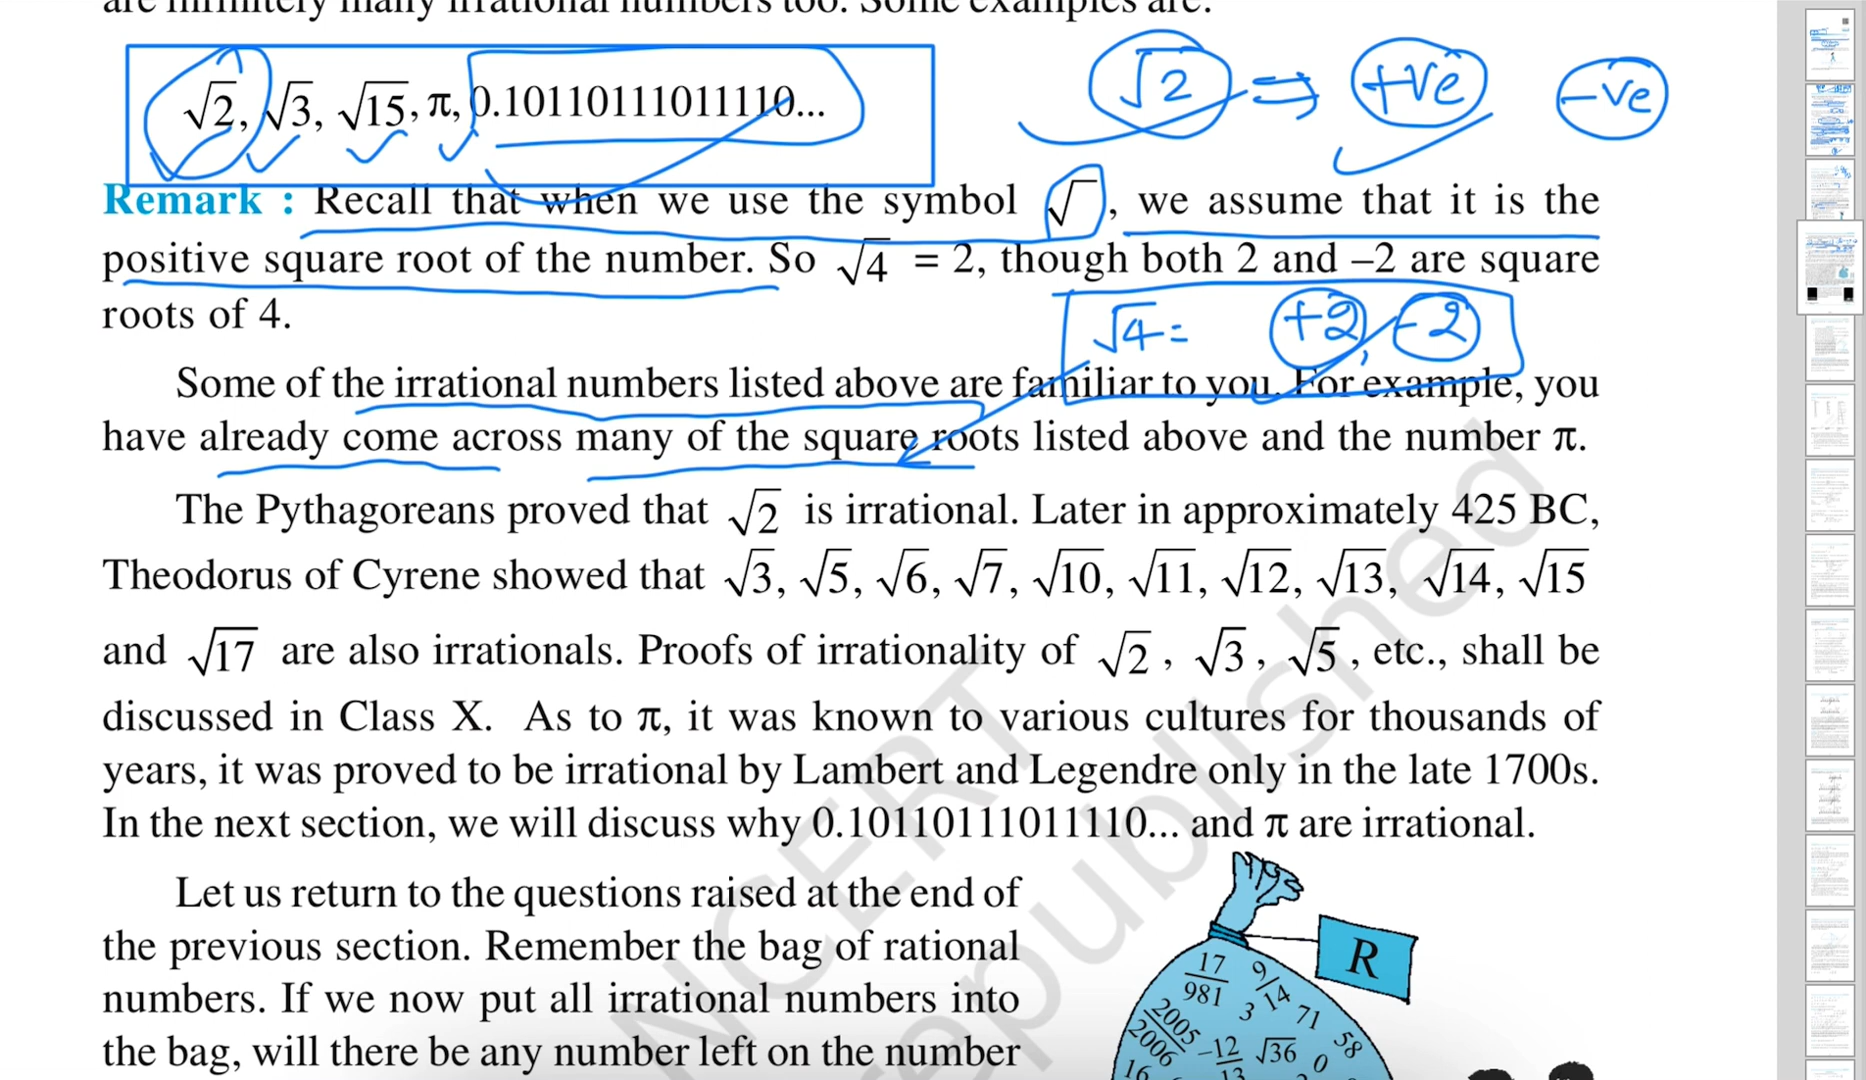 are infinitely many irrational numbers too. Some examples are:
√2, √3, √15, π, 0.10110111011110...
√2 ⇒ +ve -ve
Remark : Recall that when we use the symbol √ , we assume that it is the
positive square root of the number. So √4 = 2, though both 2 and –2 are square
roots of 4.
√4 = +2, -2
Some of the irrational numbers listed above are familiar to you. For example, you
have already come across many of the square roots listed above and the number π.
The Pythagoreans proved that √2 is irrational. Later in approximately 425 BC,
Theodorus of Cyrene showed that √3, √5, √6, √7, √10, √11, √12, √13, √14, √15
and √17 are also irrationals. Proofs of irrationality of √2 , √3 , √5 , etc., shall be
discussed in Class X. As to π, it was known to various cultures for thousands of
years, it was proved to be irrational by Lambert and Legendre only in the late 1700s.
In the next section, we will discuss why 0.10110111011110... and π are irrational.
Let us return to the questions raised at the end of
the previous section. Remember the bag of rational
numbers. If we now put all irrational numbers into
the bag, will there be any number left on the number
R
17/981 9/14 3 71 58
2005/2006 –12/13 √36 0
16
NCERT
republished